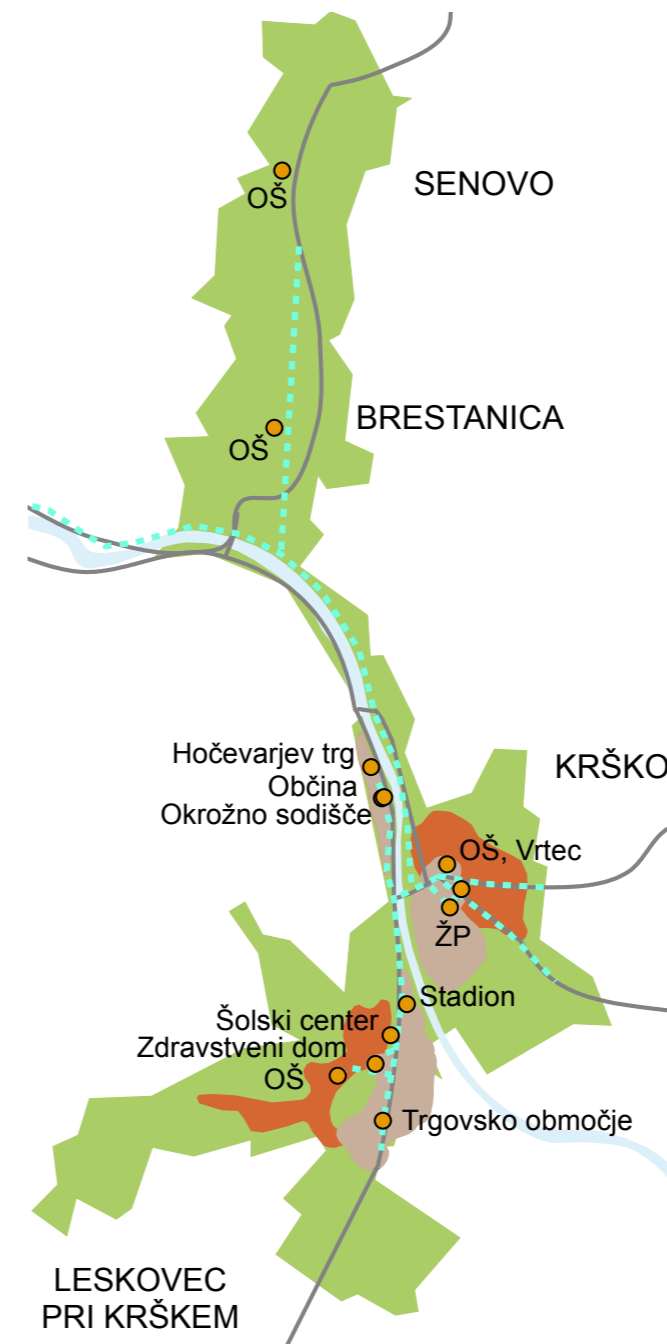 SENOVO
OŠ
BRESTANICA
OŠ
Hočevarjev trg
KRŠKO
Občina
Okrožno sodišče
OŠ, Vrtec
ŽP
Stadion
Šolski center
Zdravstveni dom
OŠ
Trgovsko območje
LESKOVEC
PRI KRŠKEM